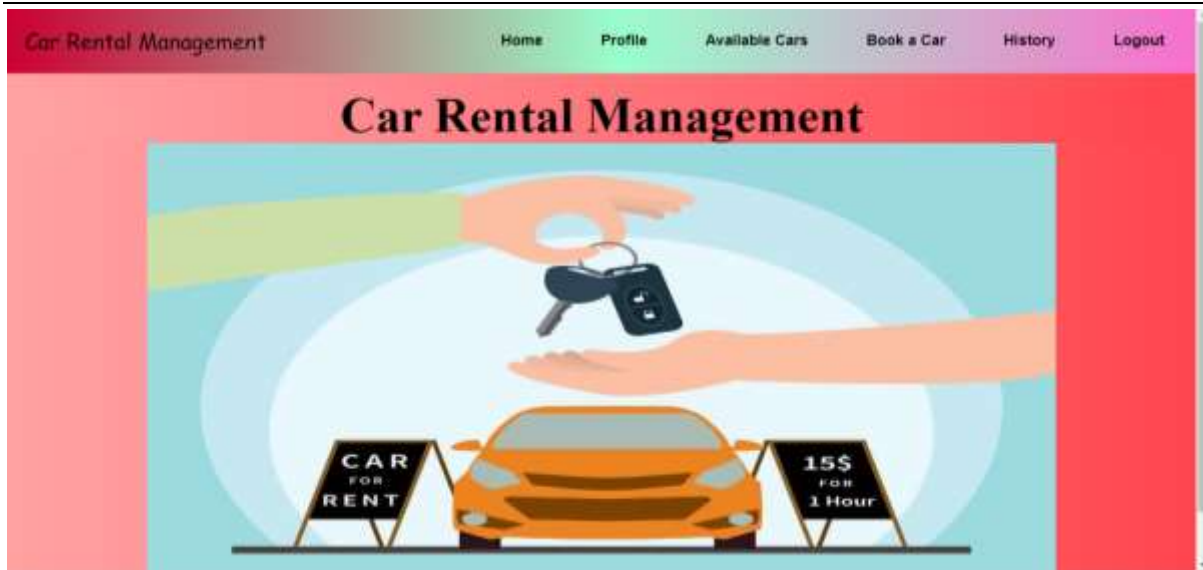 Car Rental Management
Home Profile Available Cars Book a Car History Logout
Car Rental Management
CAR
FOR
RENT
15$
FOR
1 Hour